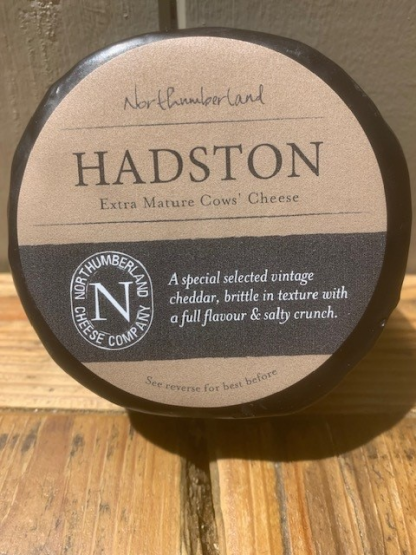 Northumberland
HADSTON
Extra Mature Cows' Cheese
NORTHUMBERLAND
N
CHEESE COMPANY
A special selected vintage
cheddar, brittle in texture with
a full flavour & salty crunch.
See reverse for best before